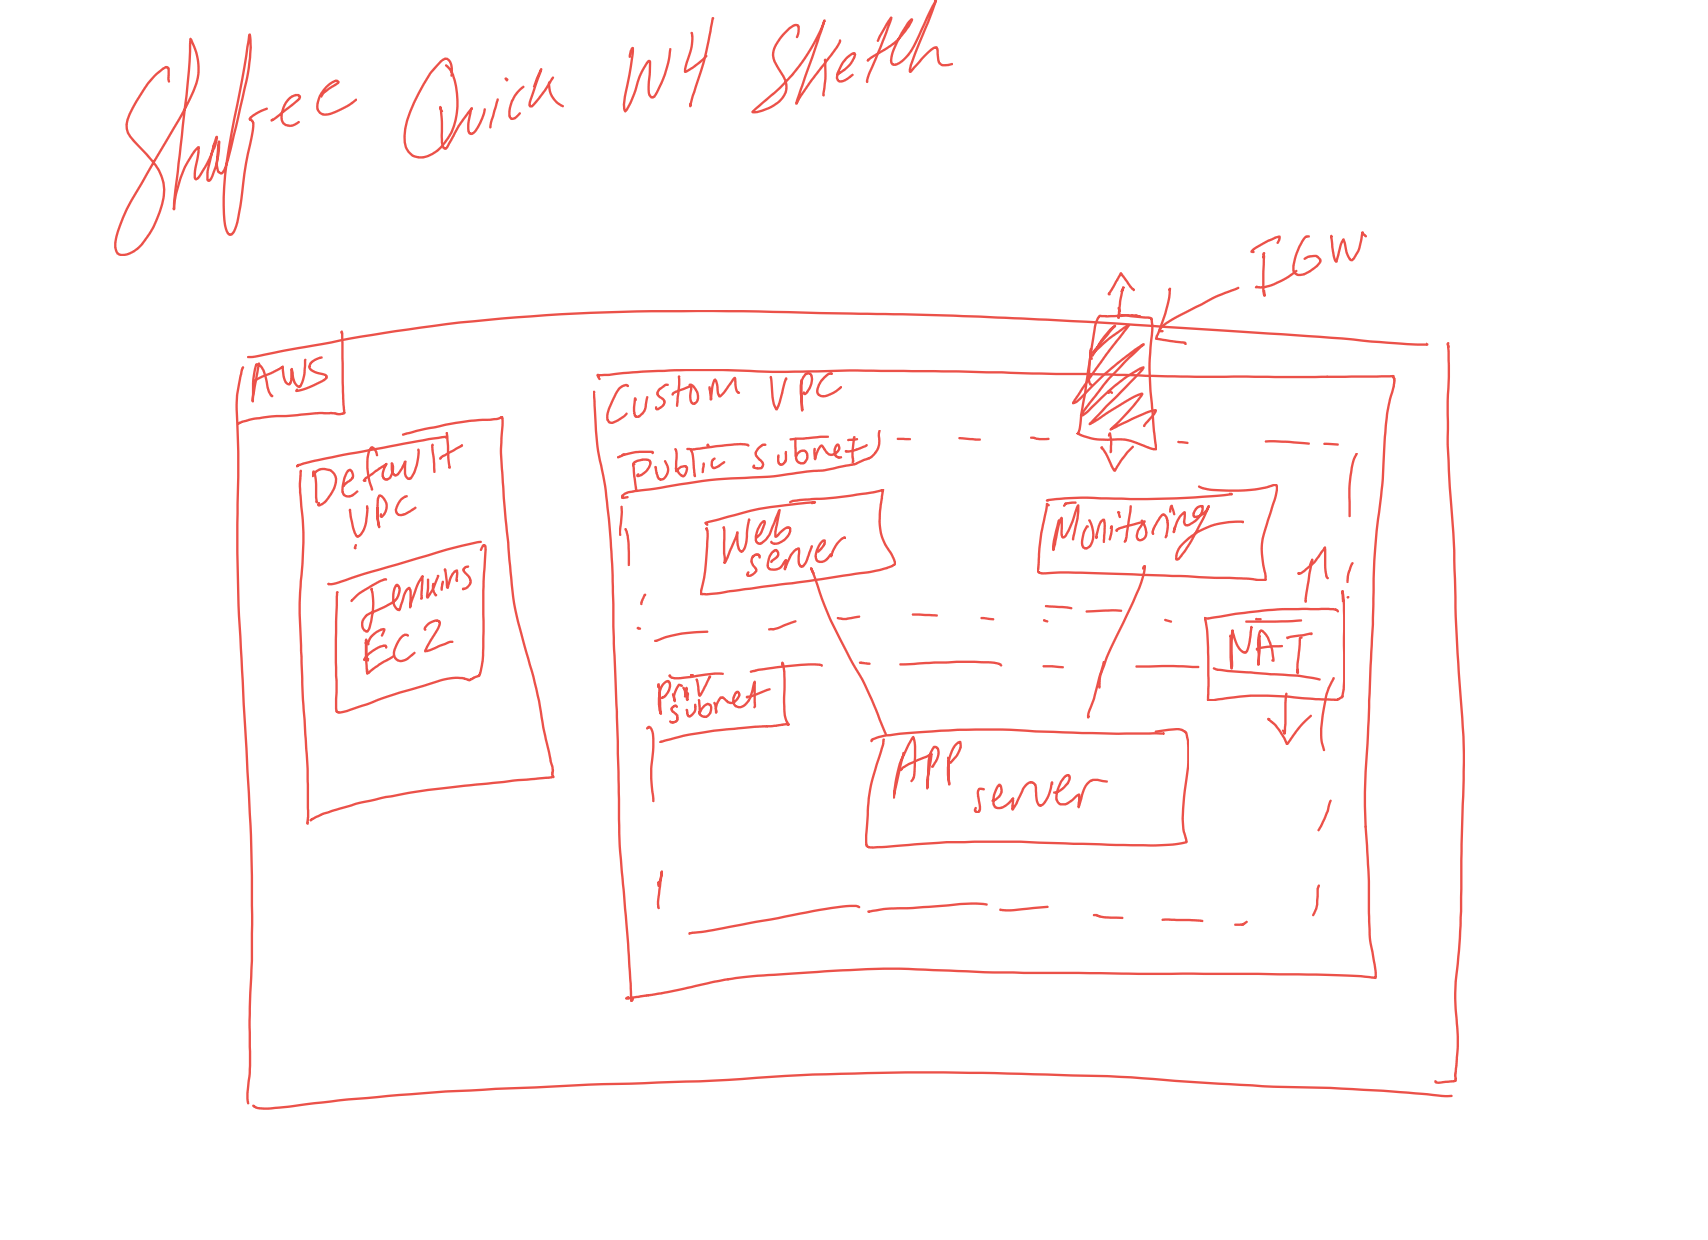 Shafee Quick W4 Sketch
IGW
AWS
Custom VPC
Public subnet
Default
VPC
Web
server
Monitoring
Jenkins
EC2
NAT
Priv
subnet
App
server